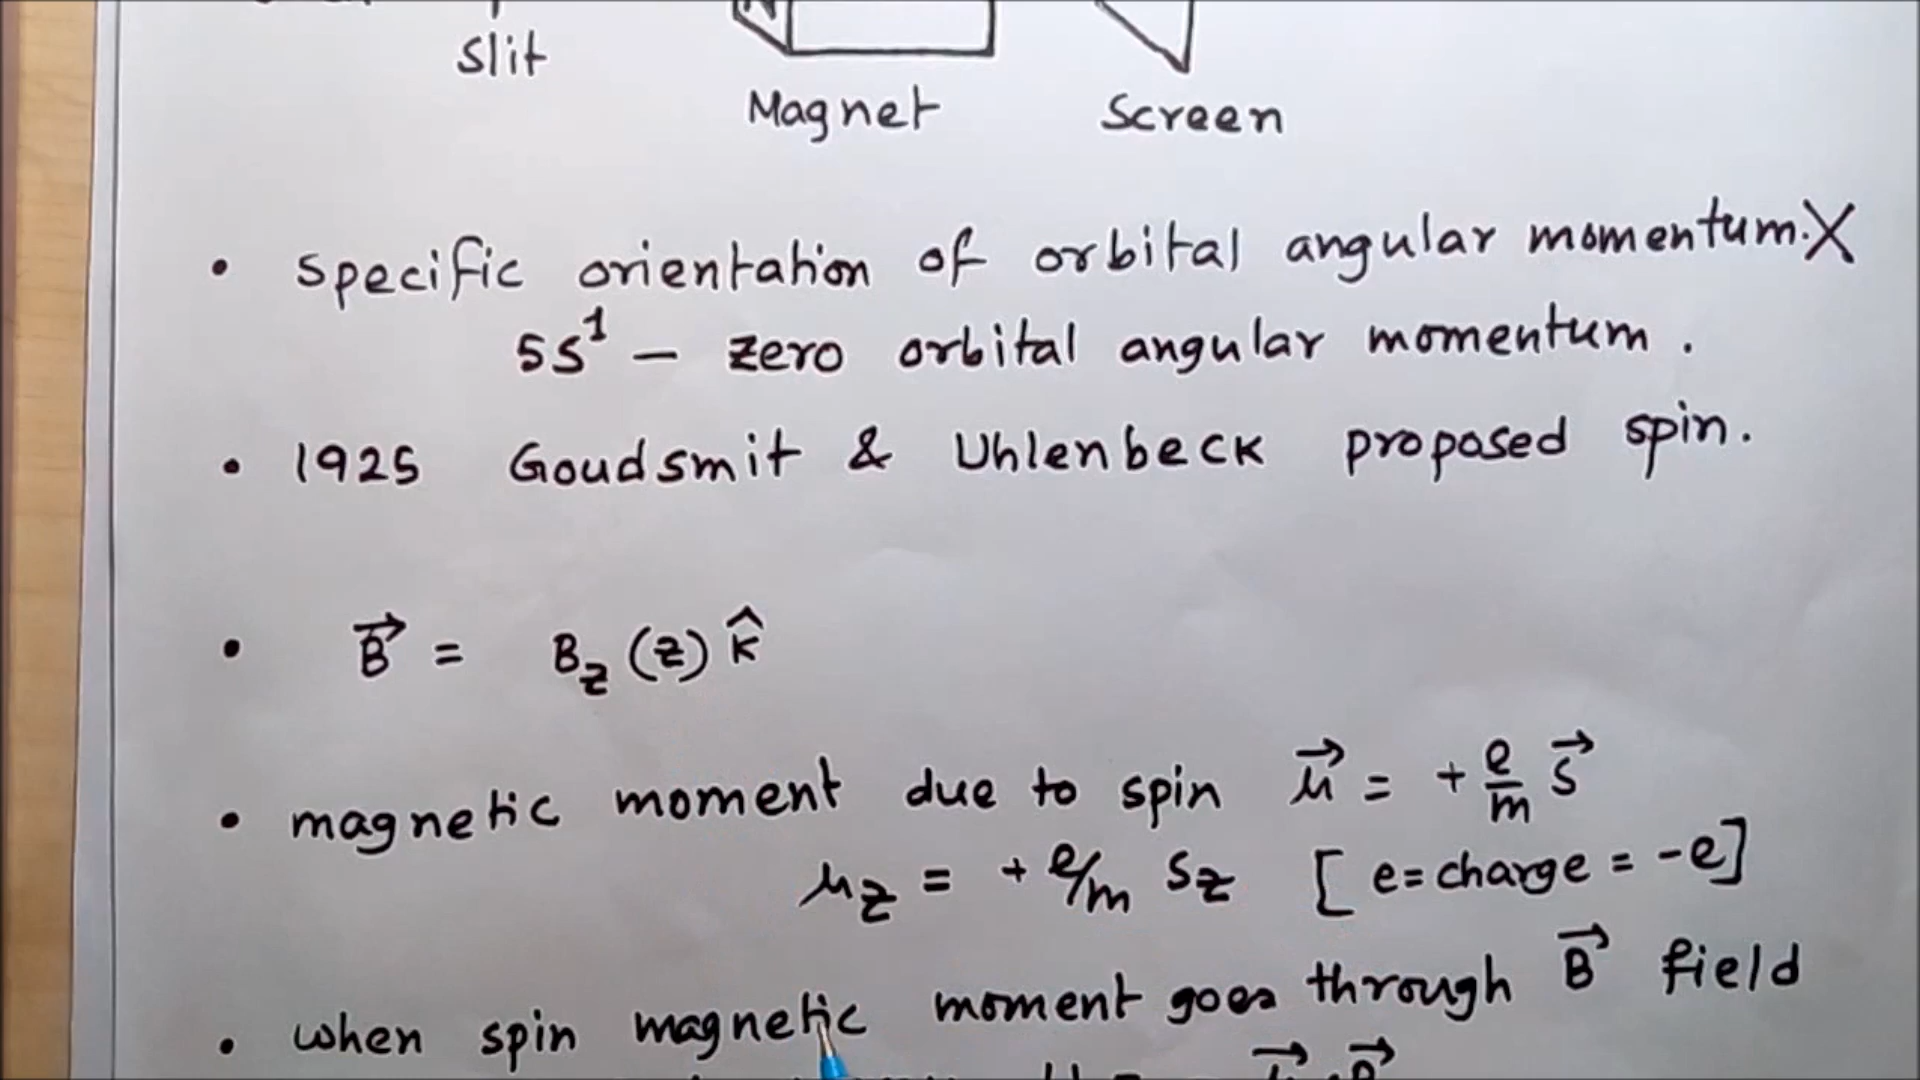 Slit
Magnet
Screen
• specific orientation of orbital angular momentum. X
5s¹ – zero orbital angular momentum.
• 1925 Goudsmit & Uhlenbeck proposed spin.
• B⃗ = B_z (z) k̂
• magnetic moment due to spin μ⃗ = + e/m S⃗
μ_z = + e/m S_z [e = charge = -e]
• when spin magnetic moment goes through B⃗ field